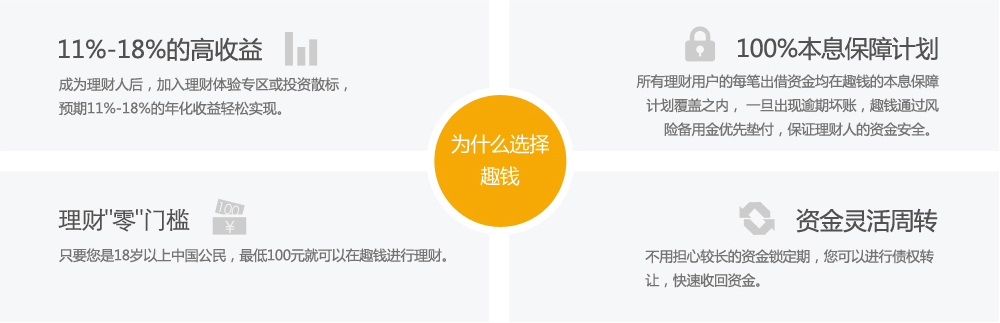 11%-18%的高收益
成为理财人后，加入理财体验专区或投资散标，
预期11%-18%的年化收益轻松实现。
100%本息保障计划
所有理财用户的每笔出借资金均在趣钱的本息保障
计划覆盖之内，一旦出现逾期坏账，趣钱通过风
险备用金优先垫付，保证理财人的资金安全。
为什么选择
趣钱
理财"零"门槛
100
¥
只要您是18岁以上中国公民，最低100元就可以在趣钱进行理财。
资金灵活周转
不用担心较长的资金锁定期，您可以进行债权转
让，快速收回资金。